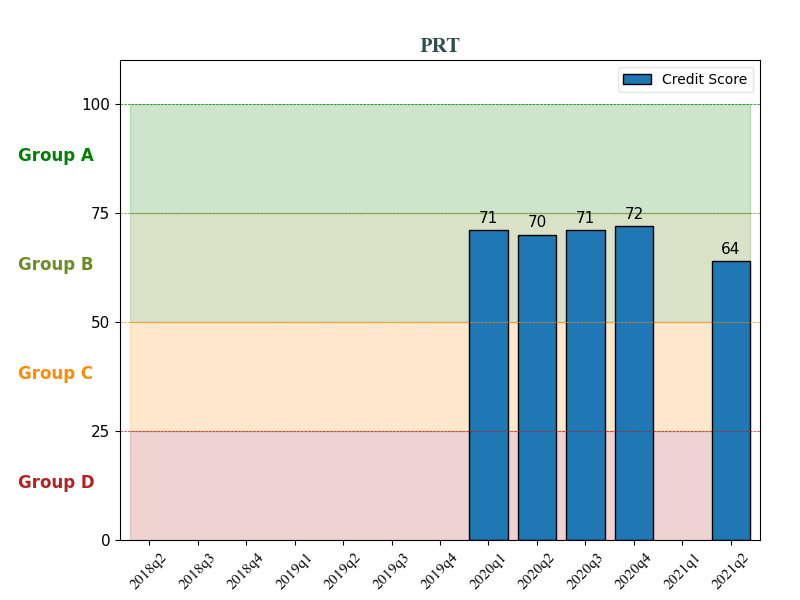 PRT
Credit Score
100
Group A
75
71
70
71
72
64
Group B
50
Group C
25
Group D
0
2018q2
2018q3
2018q4
2019q1
2019q2
2019q3
2019q4
2020q1
2020q2
2020q3
2020q4
2021q1
2021q2